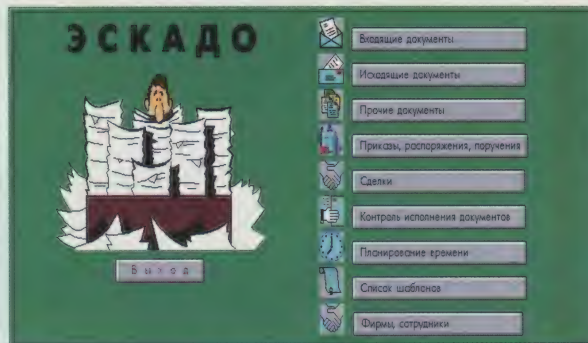 ЭСКАДО
Входящие документы
Исходящие документы
Прочие документы
Приказы, распоряжения, поручения
Сделки
Контроль исполнения документов
Планирование времени
Список шаблонов
Фирмы, сотрудники
Выход